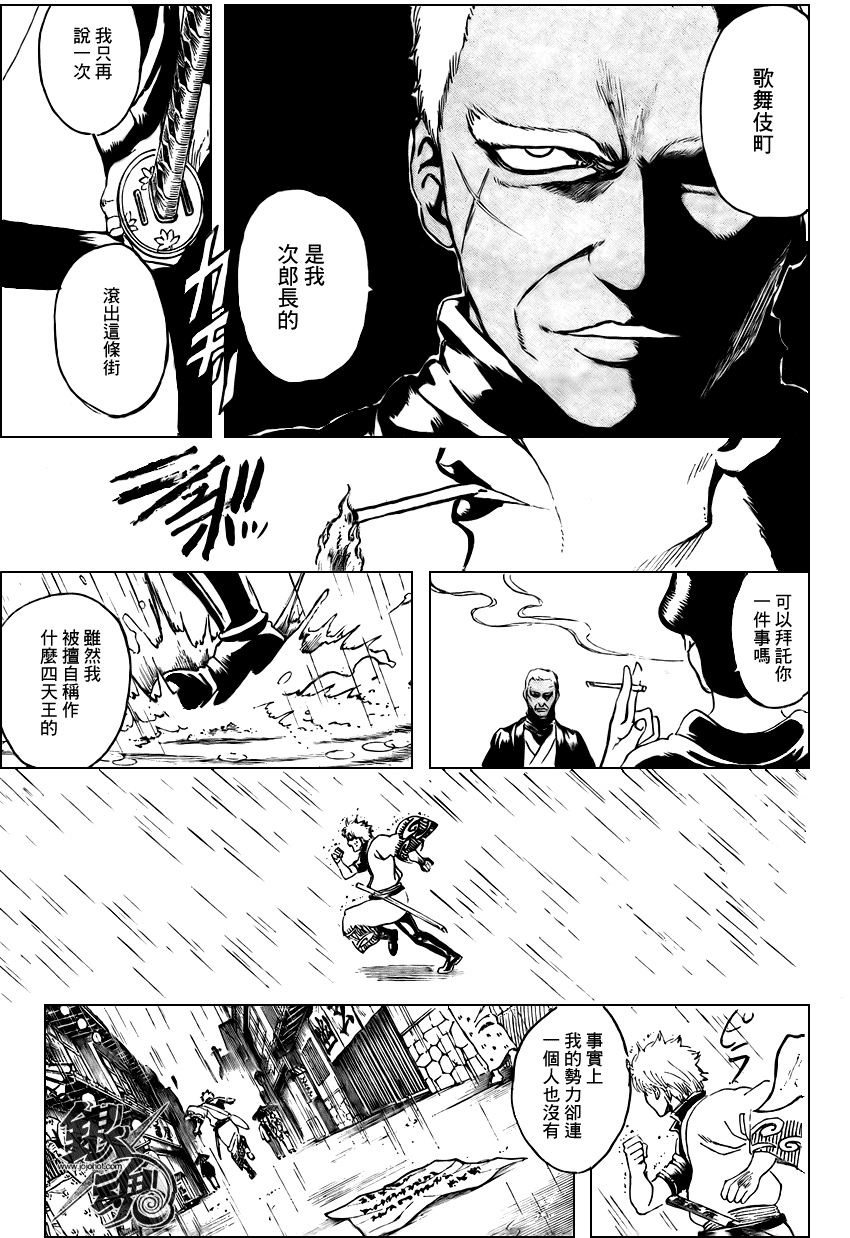 歌舞伎町
是我
次郎長的
我只再
說一次
滾出這條街
カチッ
可以拜託你
一件事嗎
雖然我
被擅自稱作
什麼四天王的
事實上
我的勢力卻連
一個人也沒有
銀魂
www.jojohot.com